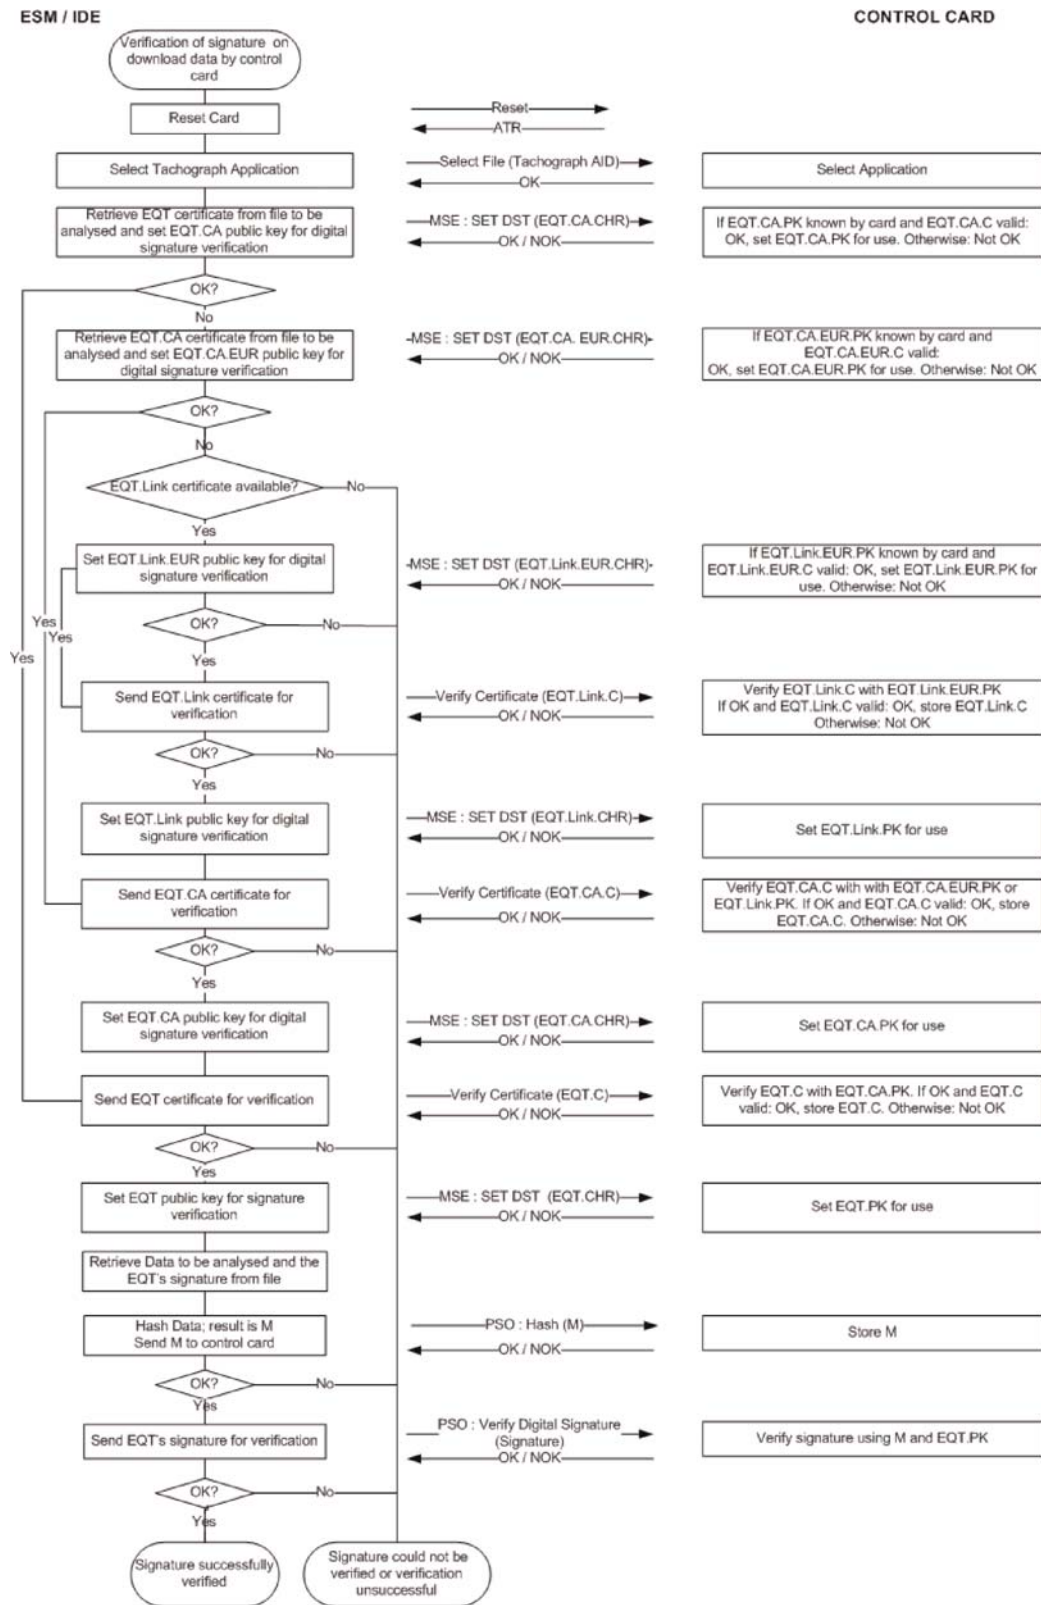 ESM / IDE
CONTROL CARD
Verification of signature on
download data by control
card
Reset Card
Reset
ATR
Select Tachograph Application
Select File (Tachograph AID)
OK
Select Application
Retrieve EQT certificate from file to be
analysed and set EQT.CA public key for digital
signature verification
MSE : SET DST (EQT.CA.CHR)
OK / NOK
If EQT.CA.PK known by card and EQT.CA.C valid:
OK, set EQT.CA.PK for use. Otherwise: Not OK
OK?
No
Retrieve EQT.CA certificate from file to be
analysed and set EQT.CA.EUR public key for
digital signature verification
MSE : SET DST (EQT.CA. EUR.CHR)
OK / NOK
If EQT.CA.EUR.PK known by card and
EQT.CA.EUR.C valid:
OK, set EQT.CA.EUR.PK for use. Otherwise: Not OK
OK?
No
EQT.Link certificate available?
No
Yes
Set EQT.Link.EUR public key for digital
signature verification
MSE : SET DST (EQT.Link.EUR.CHR)
OK / NOK
If EQT.Link.EUR.PK known by card and
EQT.Link.EUR.C valid: OK, set EQT.Link.EUR.PK for
use. Otherwise: Not OK
OK?
No
Yes
Yes
Yes
Yes
Send EQT.Link certificate for
verification
Verify Certificate (EQT.Link.C)
OK / NOK
Verify EQT.Link.C with EQT.Link.EUR.PK
If OK and EQT.Link.C valid: OK, store EQT.Link.C
Otherwise: Not OK
OK?
No
Yes
Set EQT.Link public key for digital
signature verification
MSE : SET DST (EQT.Link.CHR)
OK / NOK
Set EQT.Link.PK for use
Send EQT.CA certificate for
verification
Verify Certificate (EQT.CA.C)
OK / NOK
Verify EQT.CA.C with with EQT.CA.EUR.PK or
EQT.Link.PK. If OK and EQT.CA.C valid: OK, store
EQT.CA.C. Otherwise: Not OK
OK?
No
Yes
Set EQT.CA public key for digital
signature verification
MSE : SET DST (EQT.CA.CHR)
OK / NOK
Set EQT.CA.PK for use
Send EQT certificate for verification
Verify Certificate (EQT.C)
OK / NOK
Verify EQT.C with EQT.CA.PK. If OK and EQT.C
valid: OK, store EQT.C. Otherwise: Not OK
OK?
No
Yes
Set EQT public key for signature
verification
MSE : SET DST (EQT.CHR)
OK / NOK
Set EQT.PK for use
Retrieve Data to be analysed and the
EQT's signature from file
Hash Data; result is M
Send M to control card
PSO : Hash (M)
OK / NOK
Store M
OK?
No
Yes
Send EQT's signature for verification
PSO : Verify Digital Signature
(Signature)
OK / NOK
Verify signature using M and EQT.PK
OK?
No
Yes
Signature successfully
verified
Signature could not be
verified or verification
unsuccessful